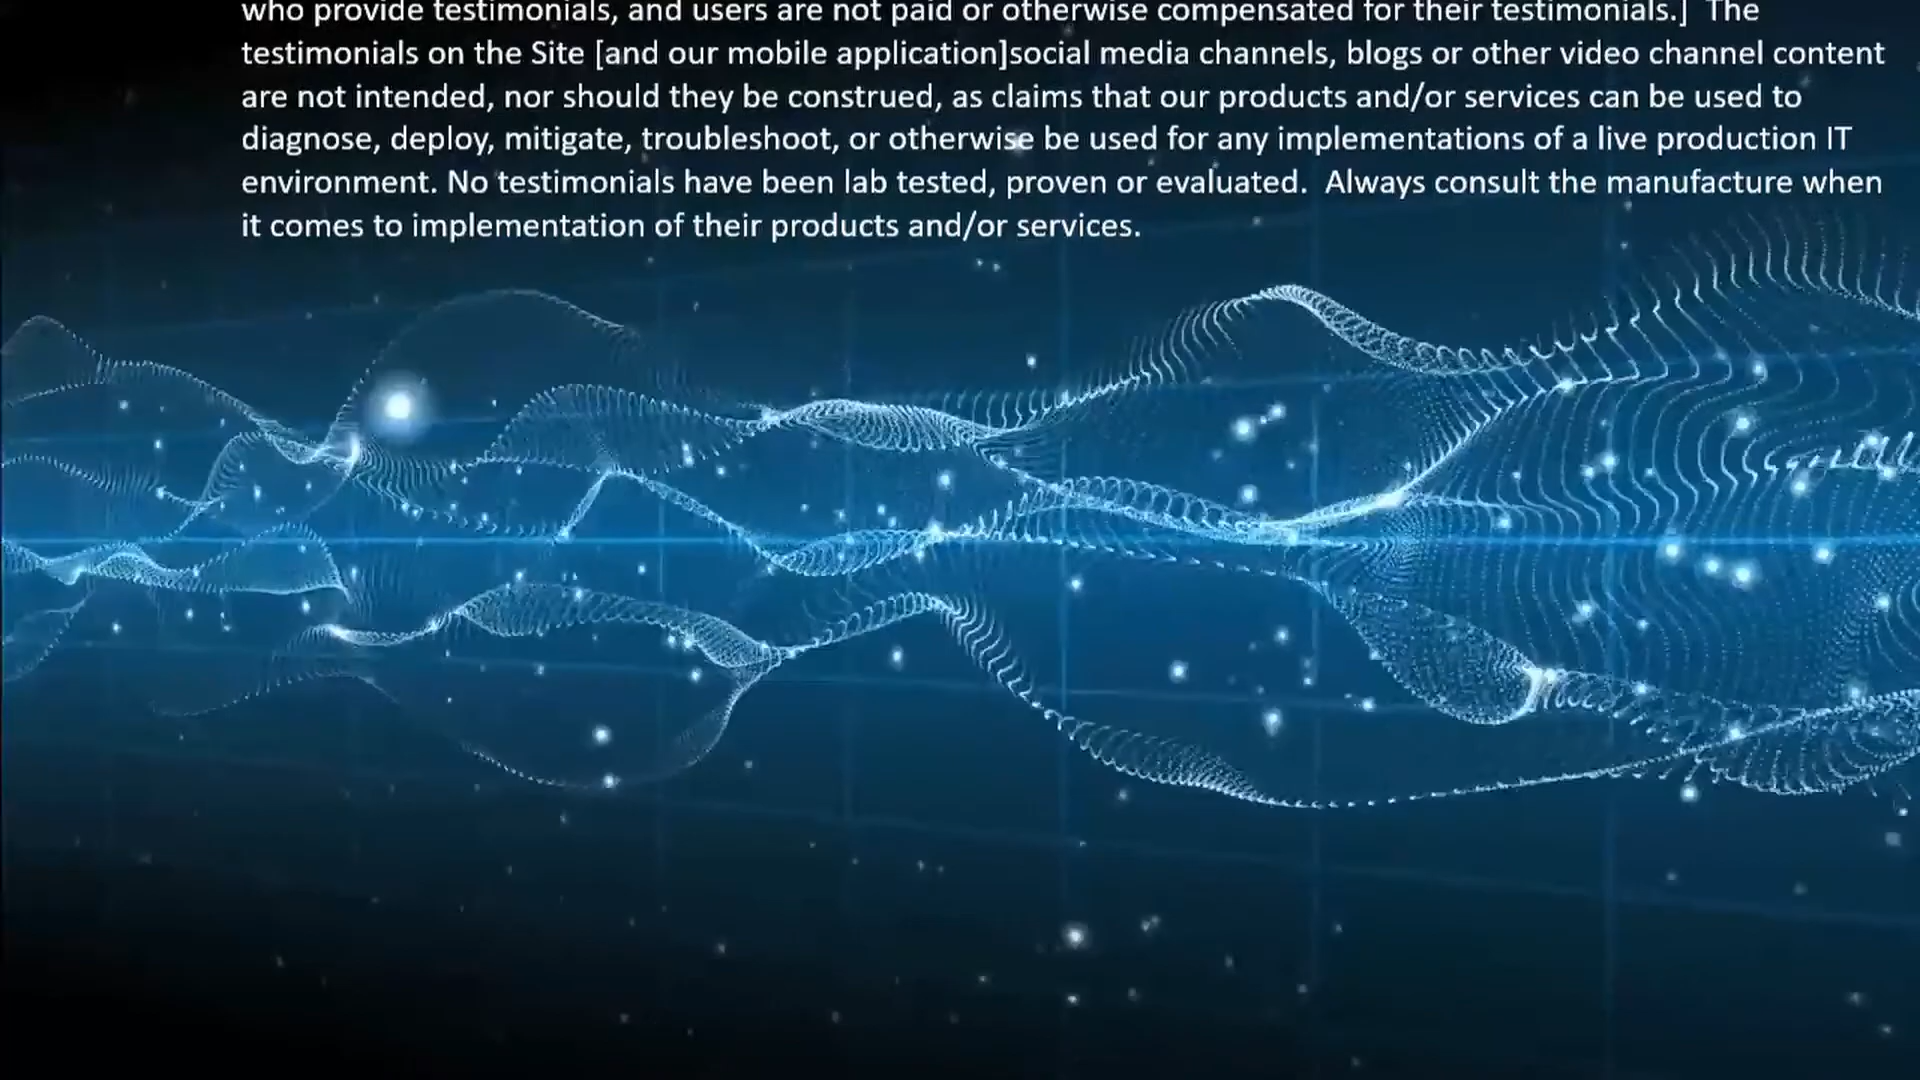 who provide testimonials, and users are not paid or otherwise compensated for their testimonials.]  The
testimonials on the Site [and our mobile application]social media channels, blogs or other video channel content
are not intended, nor should they be construed, as claims that our products and/or services can be used to
diagnose, deploy, mitigate, troubleshoot, or otherwise be used for any implementations of a live production IT
environment. No testimonials have been lab tested, proven or evaluated.  Always consult the manufacture when
it comes to implementation of their products and/or services.